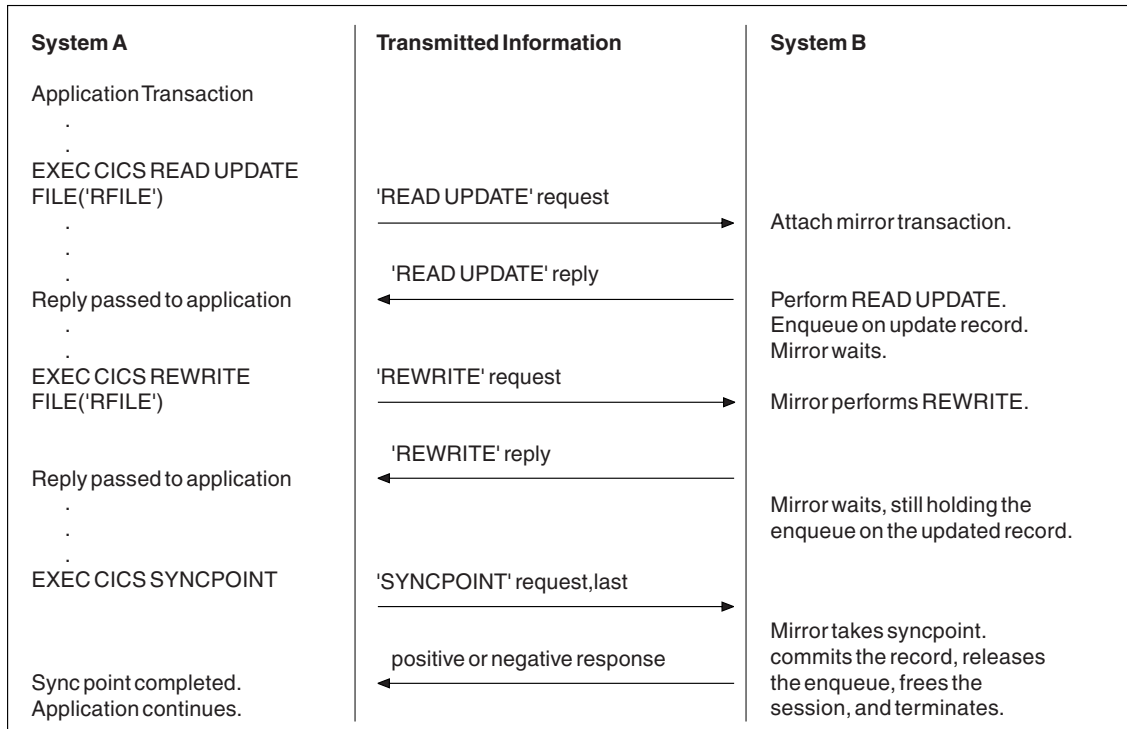 System A
Transmitted Information
System B
Application Transaction
.
.
EXEC CICS READ UPDATE
FILE('RFILE')
'READ UPDATE' request
Attach mirror transaction.
.
.
.
'READ UPDATE' reply
Reply passed to application
Perform READ UPDATE.
Enqueue on update record.
Mirror waits.
.
.
EXEC CICS REWRITE
FILE('RFILE')
'REWRITE' request
Mirror performs REWRITE.
'REWRITE' reply
Reply passed to application
Mirror waits, still holding the
enqueue on the updated record.
.
.
.
EXEC CICS SYNCPOINT
'SYNCPOINT' request,last
Mirror takes syncpoint.
commits the record, releases
the enqueue, frees the
session, and terminates.
positive or negative response
Sync point completed.
Application continues.